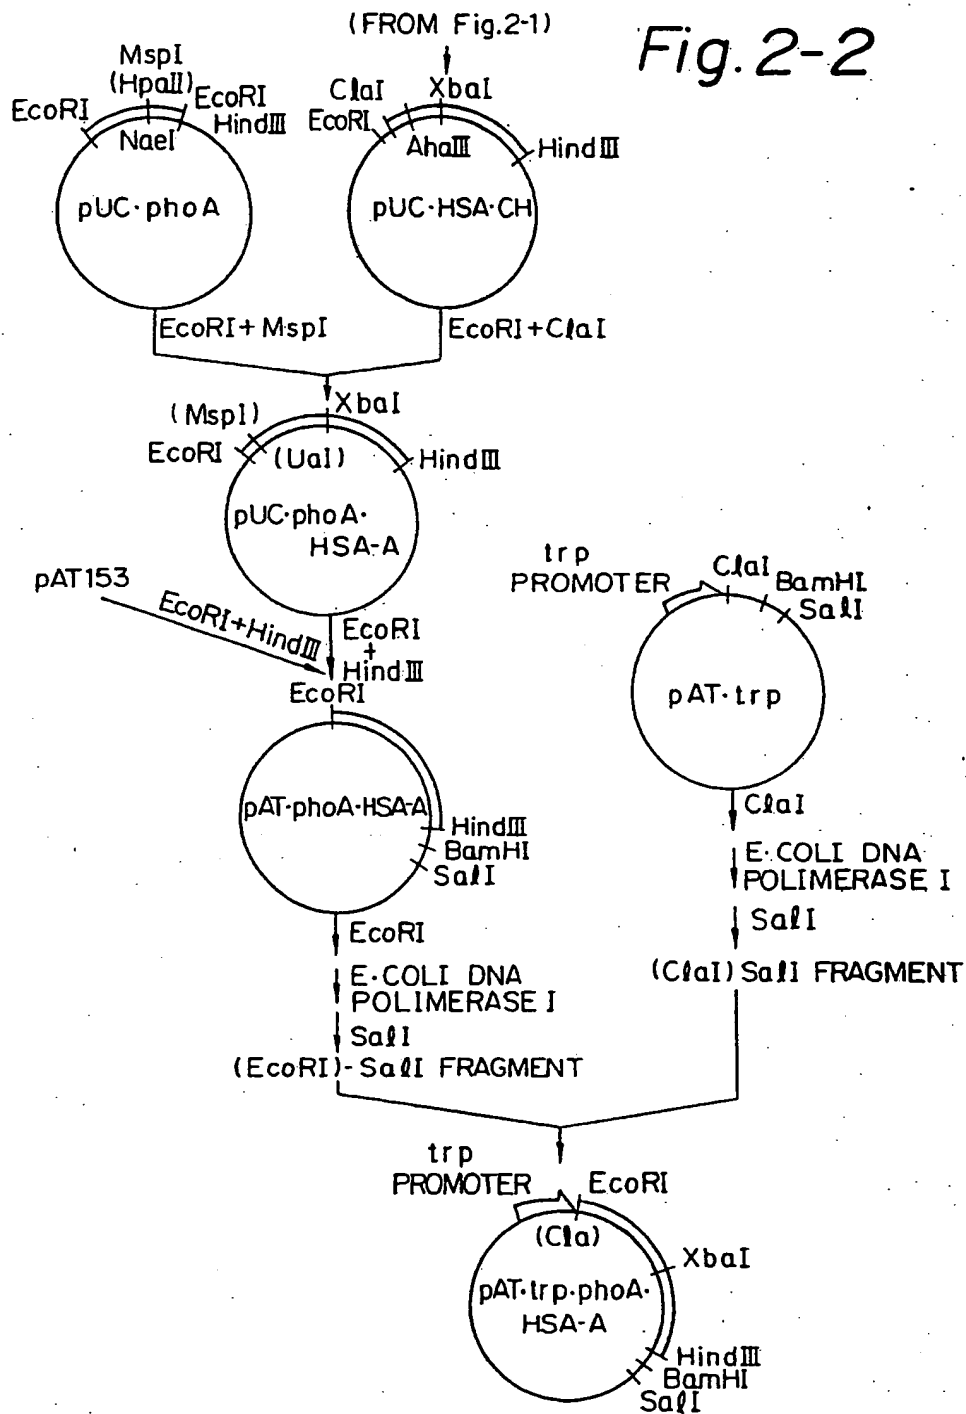 (FROM Fig.2-1)
Fig. 2-2
MspI
(HpaII)
EcoRI
EcoRI
HindIII
NaeI
pUC·phoA
XbaI
ClaI
EcoRI
AhaIII
HindIII
pUC·HSA·CH
EcoRI+MspI
EcoRI+ClaI
XbaI
(MspI)
EcoRI
(UaI)
HindIII
pUC·phoA·
HSA-A
pAT153
EcoRI+HindIII
EcoRI
+
HindIII
EcoRI
pAT·phoA·HSA-A
HindIII
BamHI
SalI
trp
PROMOTER
ClaI
BamHI
SalI
pAT·trp
ClaI
E·COLI DNA
POLIMERASE I
SalI
(ClaI) SalI FRAGMENT
EcoRI
E·COLI DNA
POLIMERASE I
SalI
(EcoRI)-SalI FRAGMENT
trp
PROMOTER
EcoRI
(Cla)
XbaI
pAT·trp·phoA·
HSA-A
HindIII
BamHI
SalI